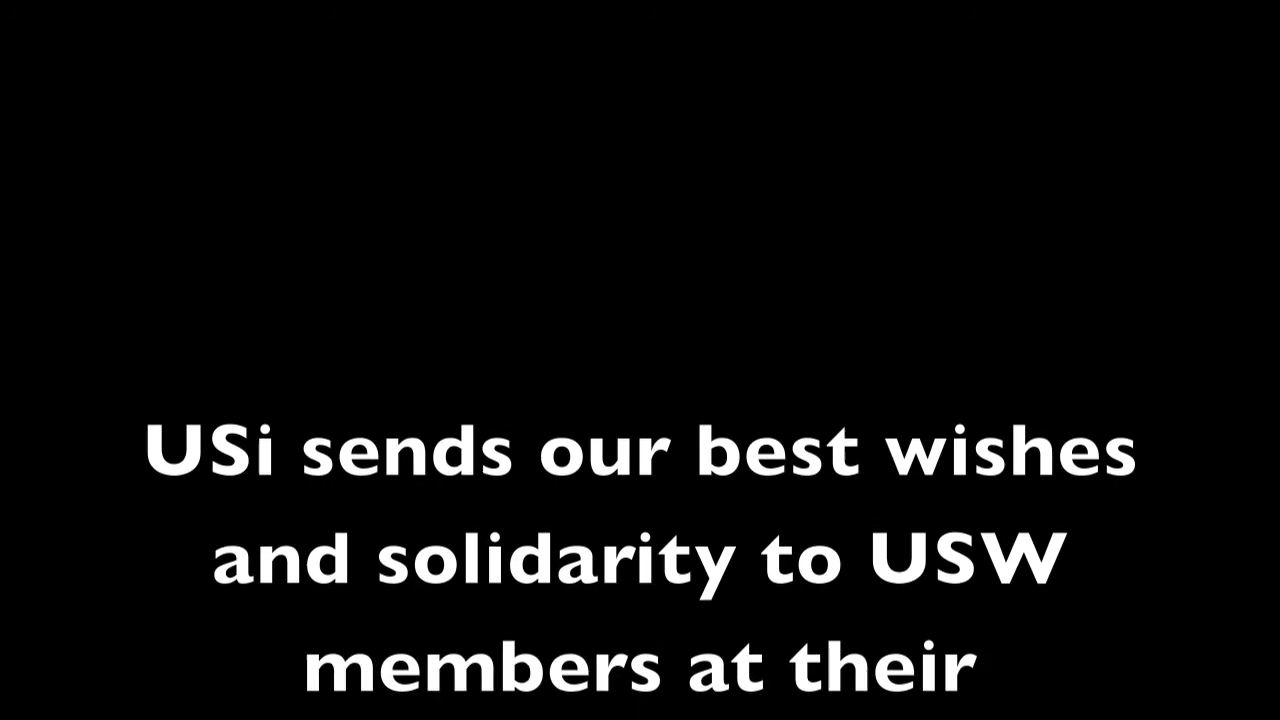 USi sends our best wishes
and solidarity to USW
members at their